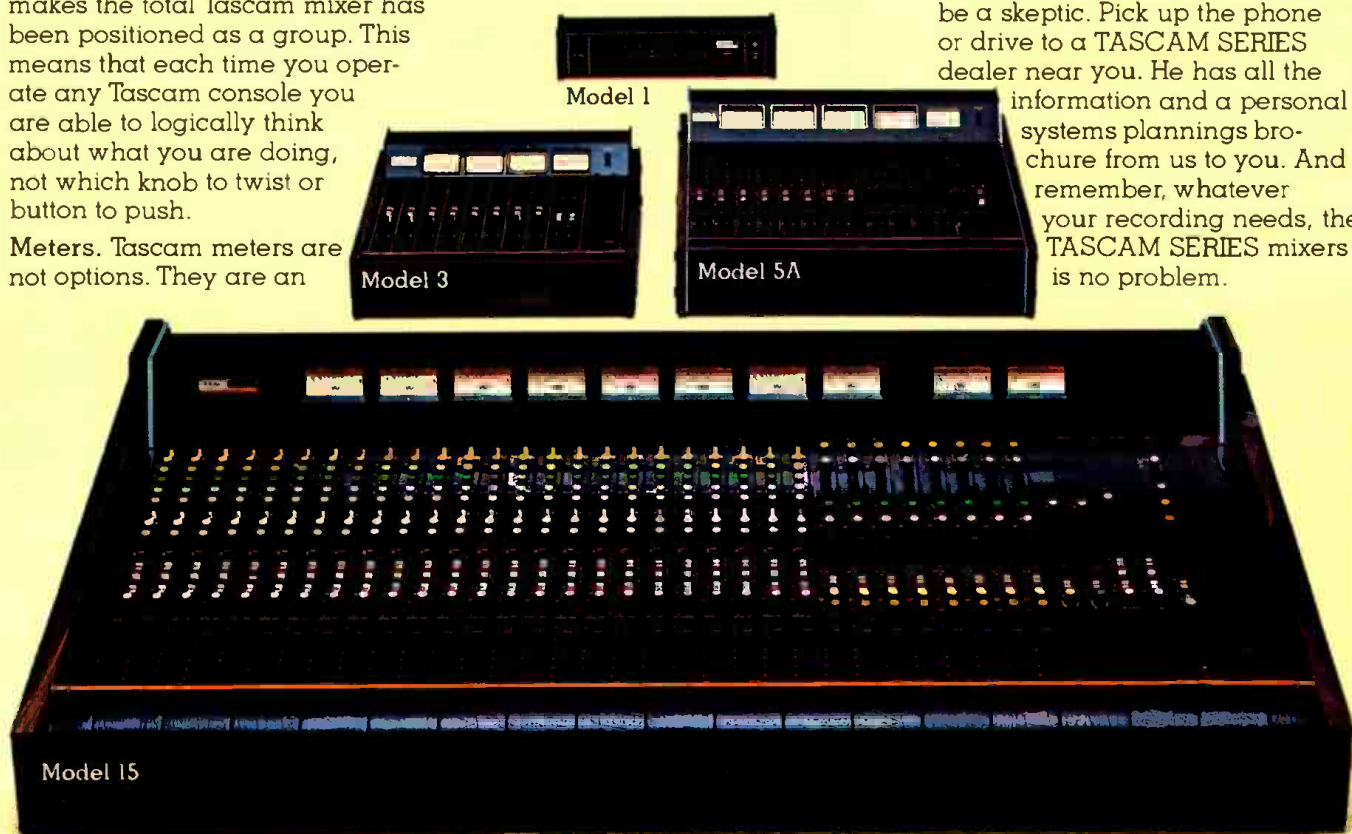 makes the total Tascam mixer has
been positioned as a group. This
means that each time you oper-
ate any Tascam console you
are able to logically think
about what you are doing,
not which knob to twist or
button to push.
Meters. Tascam meters are
not options. They are an
Model 1
Model 3
Model 5A
be a skeptic. Pick up the phone
or drive to a TASCAM SERIES
dealer near you. He has all the
information and a personal
systems plannings bro-
chure from us to you. And
remember, whatever
your recording needs, the
TASCAM SERIES mixers
is no problem.
Model 15